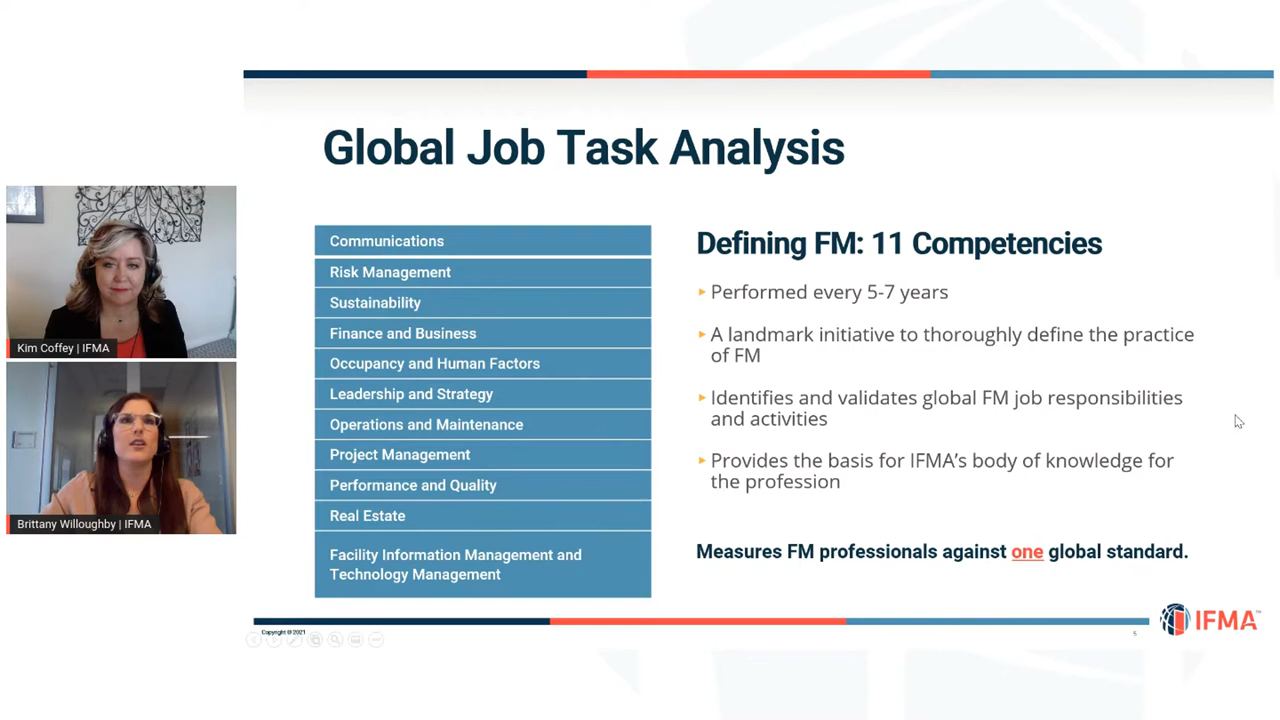 Global Job Task Analysis
Kim Coffey | IFMA
Brittany Willoughby | IFMA
Communications
Risk Management
Sustainability
Finance and Business
Occupancy and Human Factors
Leadership and Strategy
Operations and Maintenance
Project Management
Performance and Quality
Real Estate
Facility Information Management and
Technology Management
Defining FM: 11 Competencies
Performed every 5-7 years
A landmark initiative to thoroughly define the practice
of FM
Identifies and validates global FM job responsibilities
and activities
Provides the basis for IFMA's body of knowledge for
the profession
Measures FM professionals against one global standard.
Copyright © 2021
5
IFMA™